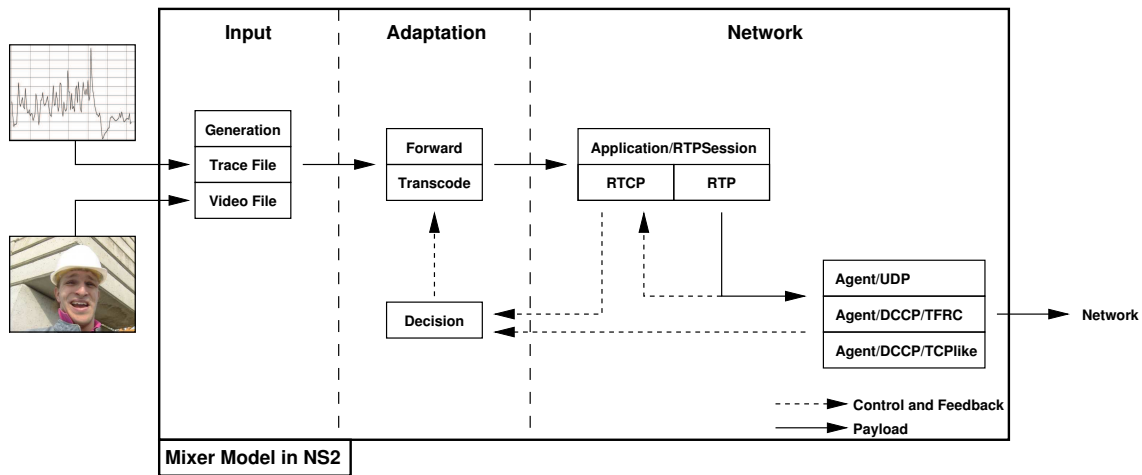 Input
Adaptation
Network
Generation
Trace File
Video File
Forward
Transcode
Decision
Application/RTPSession
RTCP
RTP
Agent/UDP
Agent/DCCP/TFRC
Agent/DCCP/TCPlike
Network
Control and Feedback
Payload
Mixer Model in NS2